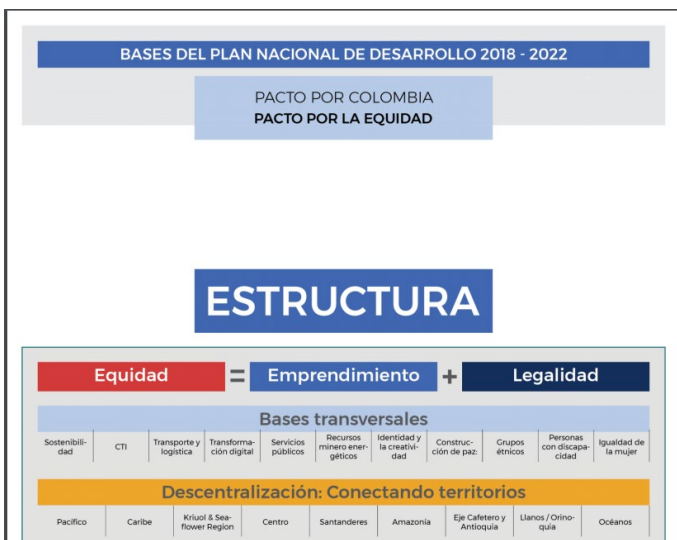 BASES DEL PLAN NACIONAL DE DESARROLLO 2018 - 2022
PACTO POR COLOMBIA
PACTO POR LA EQUIDAD
ESTRUCTURA
Equidad = Emprendimiento + Legalidad
Bases transversales
Sostenibili-
dad
CTI
Transporte y
logística
Transforma-
ción digital
Servicios
públicos
Recursos
minero ener-
géticos
Identidad y
la creativi-
dad
Construc-
ción de paz:
Grupos
étnicos
Personas
con discapa-
cidad
Igualdad de
la mujer
Descentralización: Conectando territorios
Pacífico
Caribe
Kriuol & Sea-
flower Region
Centro
Santanderes
Amazonía
Eje Cafetero y
Antioquia
Llanos / Orino-
quia
Océanos